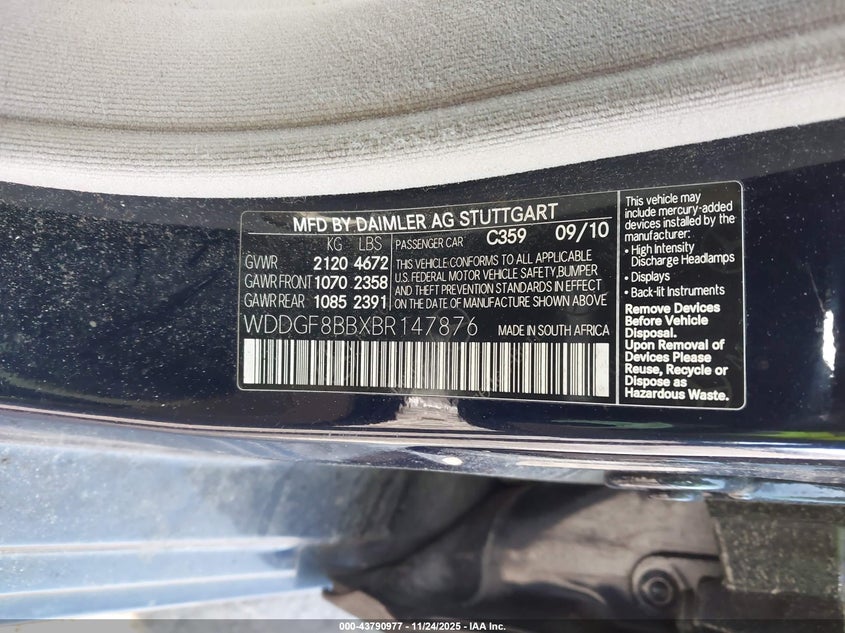 MFD BY DAIMLER AG STUTTGART
KG LBS
GVWR 2120 4672
GAWR FRONT 1070 2358
GAWR REAR 1085 2391
PASSENGER CAR C359 09/10
THIS VEHICLE CONFORMS TO ALL APPLICABLE
U.S. FEDERAL MOTOR VEHICLE SAFETY, BUMPER
AND THEFT PREVENTION STANDARDS IN EFFECT
ON THE DATE OF MANUFACTURE SHOWN ABOVE
WDDGF8BBXBR147876 MADE IN SOUTH AFRICA
This vehicle may
include mercury-added
devices installed by the
manufacturer:
• High Intensity
Discharge Headlamps
• Displays
• Back-lit Instruments
Remove Devices
Before Vehicle
Disposal.
Upon Removal of
Devices Please
Reuse, Recycle or
Dispose as
Hazardous Waste.
000-43790977 - 11/24/2025 - IAA Inc.